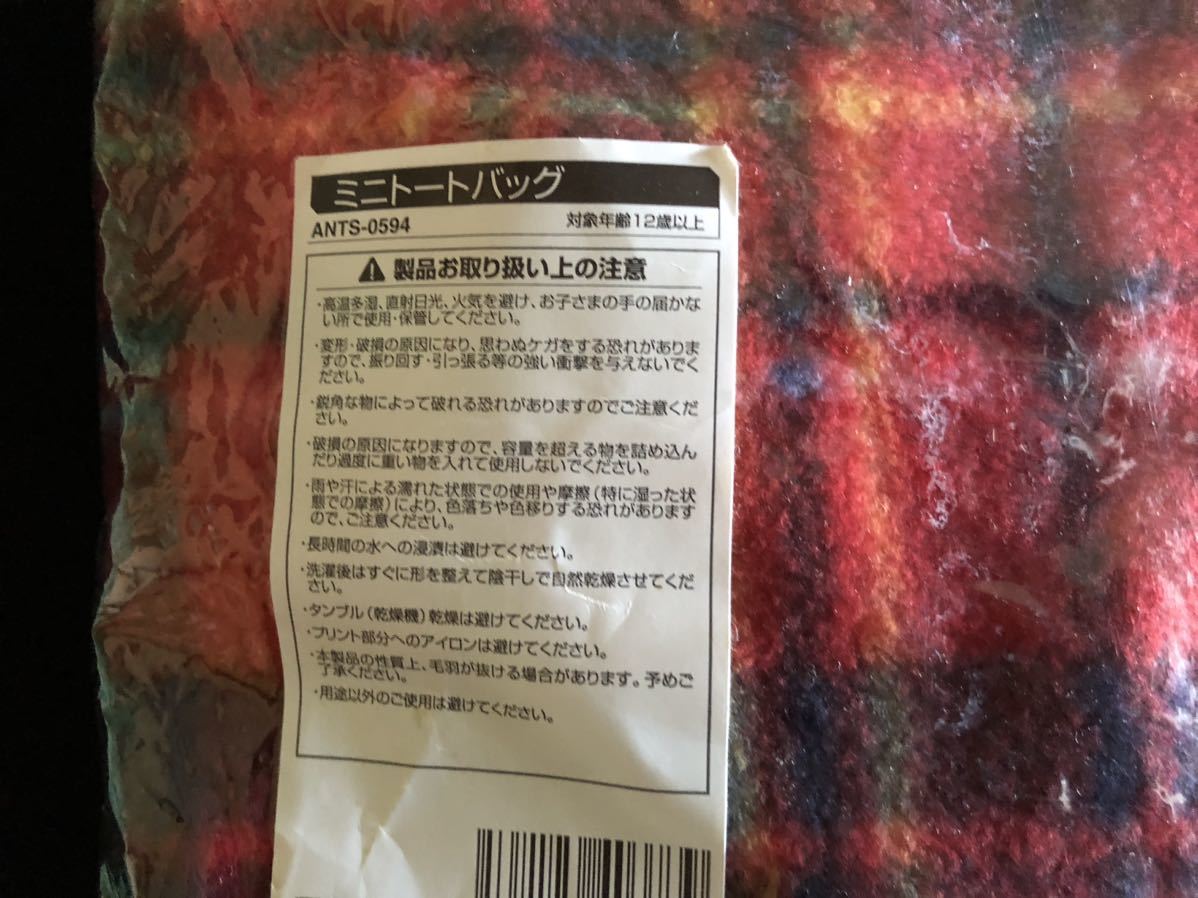 ミニトートバッグ
ANTS-0594
対象年齢12歳以上
製品お取り扱い上の注意
・高温多湿、直射日光、火気を避け、お子さまの手の届かな
い所で使用・保管してください。
・変形・破損の原因になり、思わぬケガをする恐れがありま
すので、振り回す・引っ張る等の強い衝撃を与えないでく
ださい。
・鋭角な物によって破れる恐れがありますのでご注意くだ
さい。
・破損の原因になりますので、容量を超える物を詰め込ん
だり過度に重い物を入れて使用しないでください。
・雨や汗による濡れた状態での使用や摩擦(特に湿った状
態での摩擦)により、色落ちや色移りする恐れがあります
ので、ご注意ください。
・長時間の水への浸漬は避けてください。
・洗濯後はすぐに形を整えて陰干しで自然乾燥させてくだ
さい。
・タンブル(乾燥機)乾燥は避けてください。
・プリント部分へのアイロンは避けてください。
・本製品の性質上、毛羽が抜ける場合があります。予めご
了承ください。
・用途以外のご使用は避けてください。